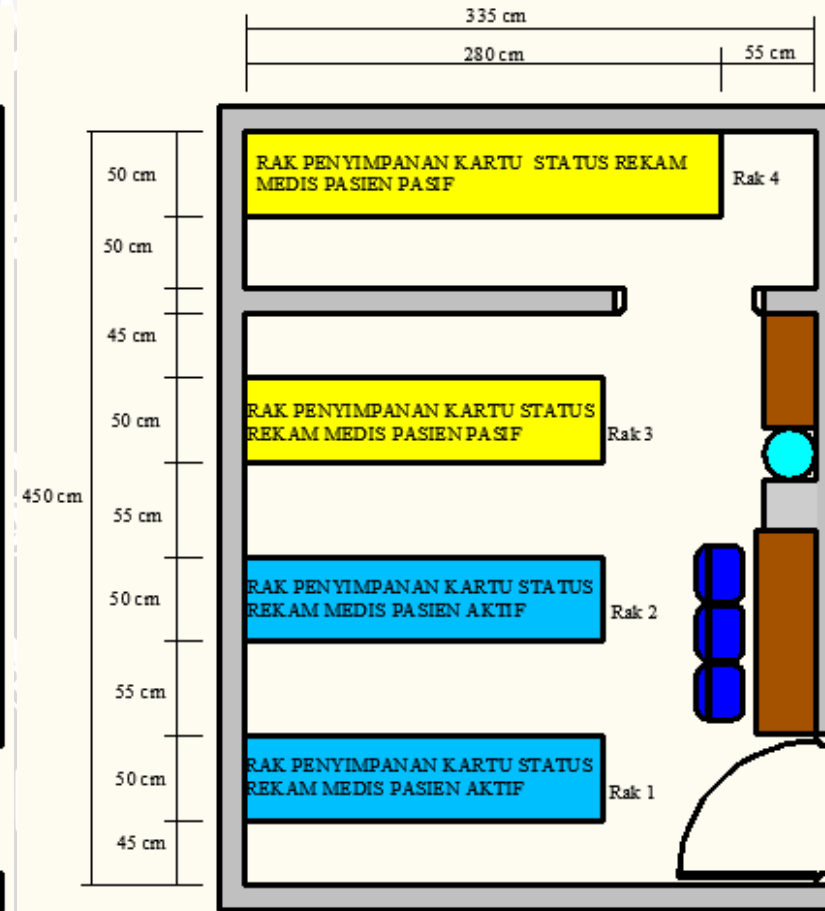 335 cm
280 cm
55 cm
50 cm
RAK PENYIMPANAN KARTU STATUS REKAM
MEDIS PASIEN PASIF
Rak 4
50 cm
45 cm
50 cm
RAK PENYIMPANAN KARTU STATUS
REKAM MEDIS PASIEN PASIF
Rak 3
450 cm
55 cm
50 cm
RAK PENYIMPANAN KARTU STATUS
REKAM MEDIS PASIEN AKTIF
Rak 2
55 cm
50 cm
RAK PENYIMPANAN KARTU STATUS
REKAM MEDIS PASIEN AKTIF
Rak 1
45 cm